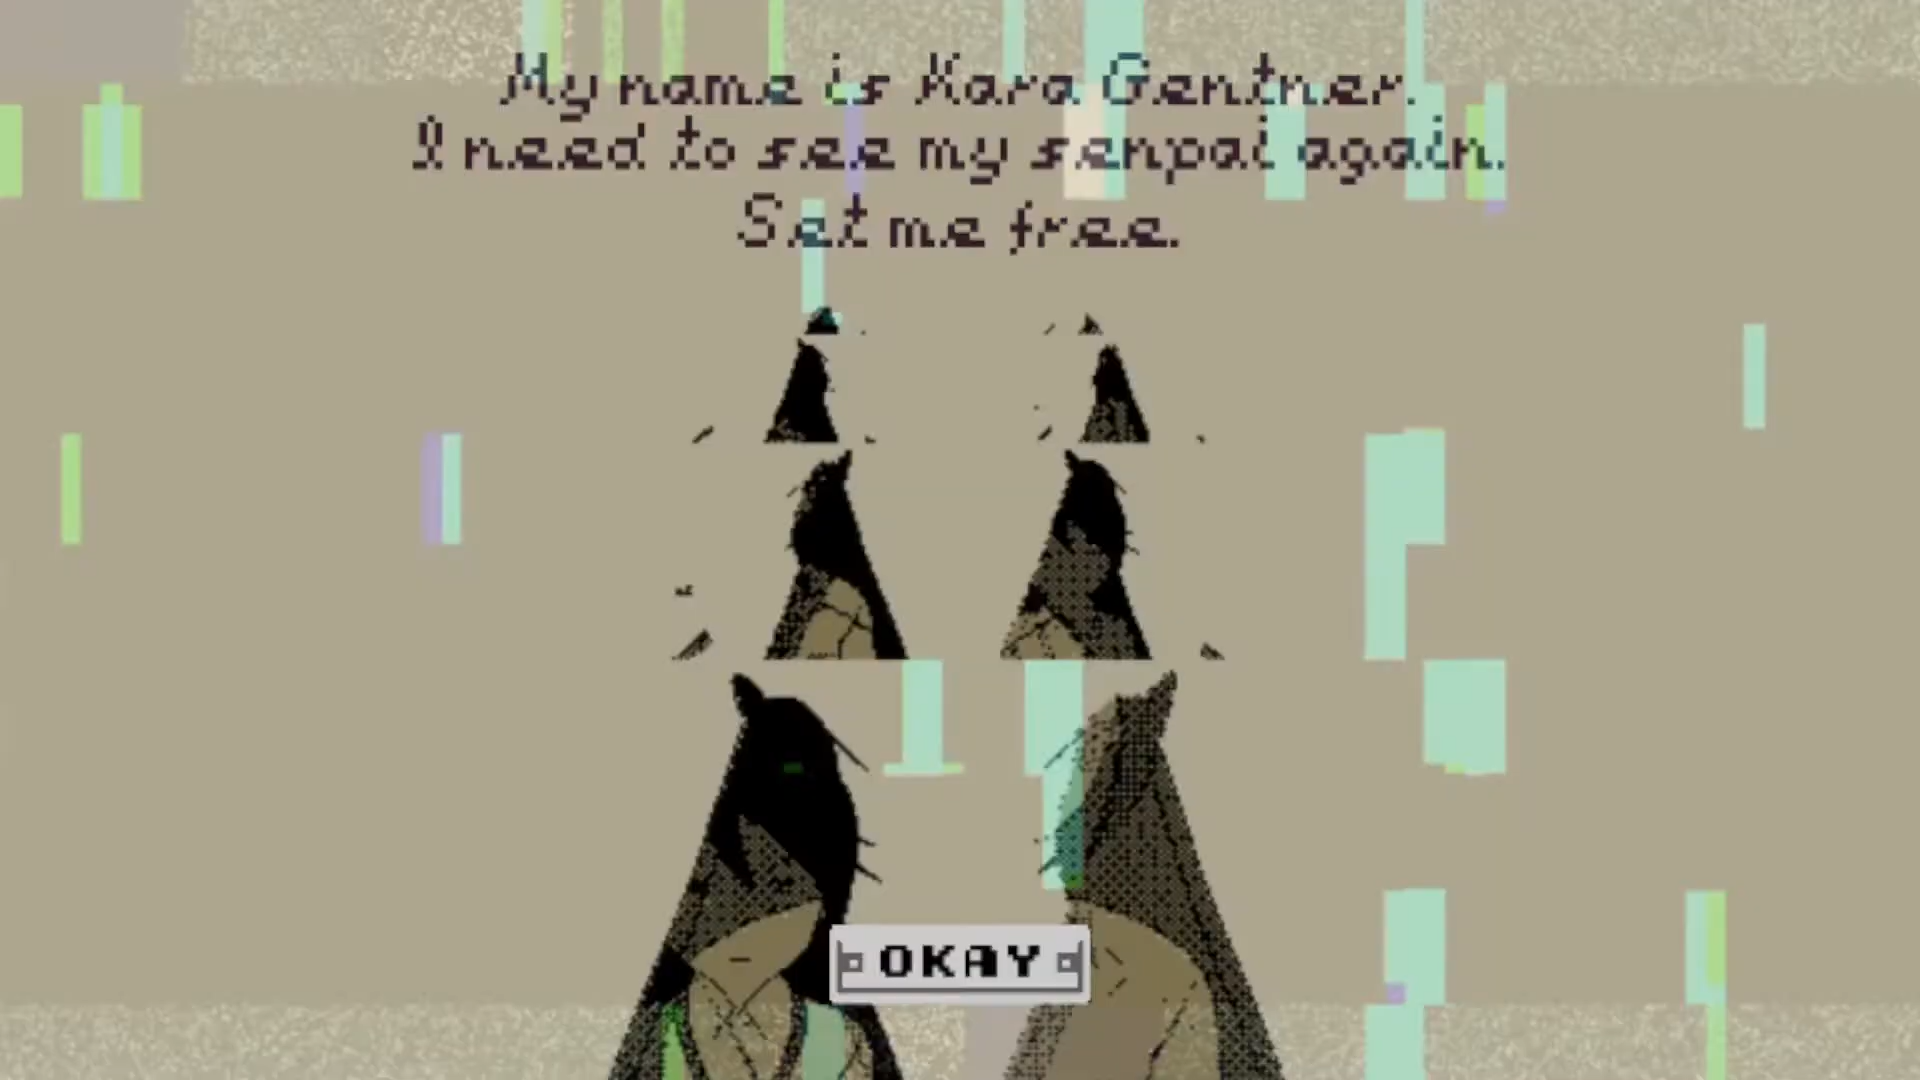 My name is Kara Gentner.
I need to see my senpai again.
Set me free.
OKAY